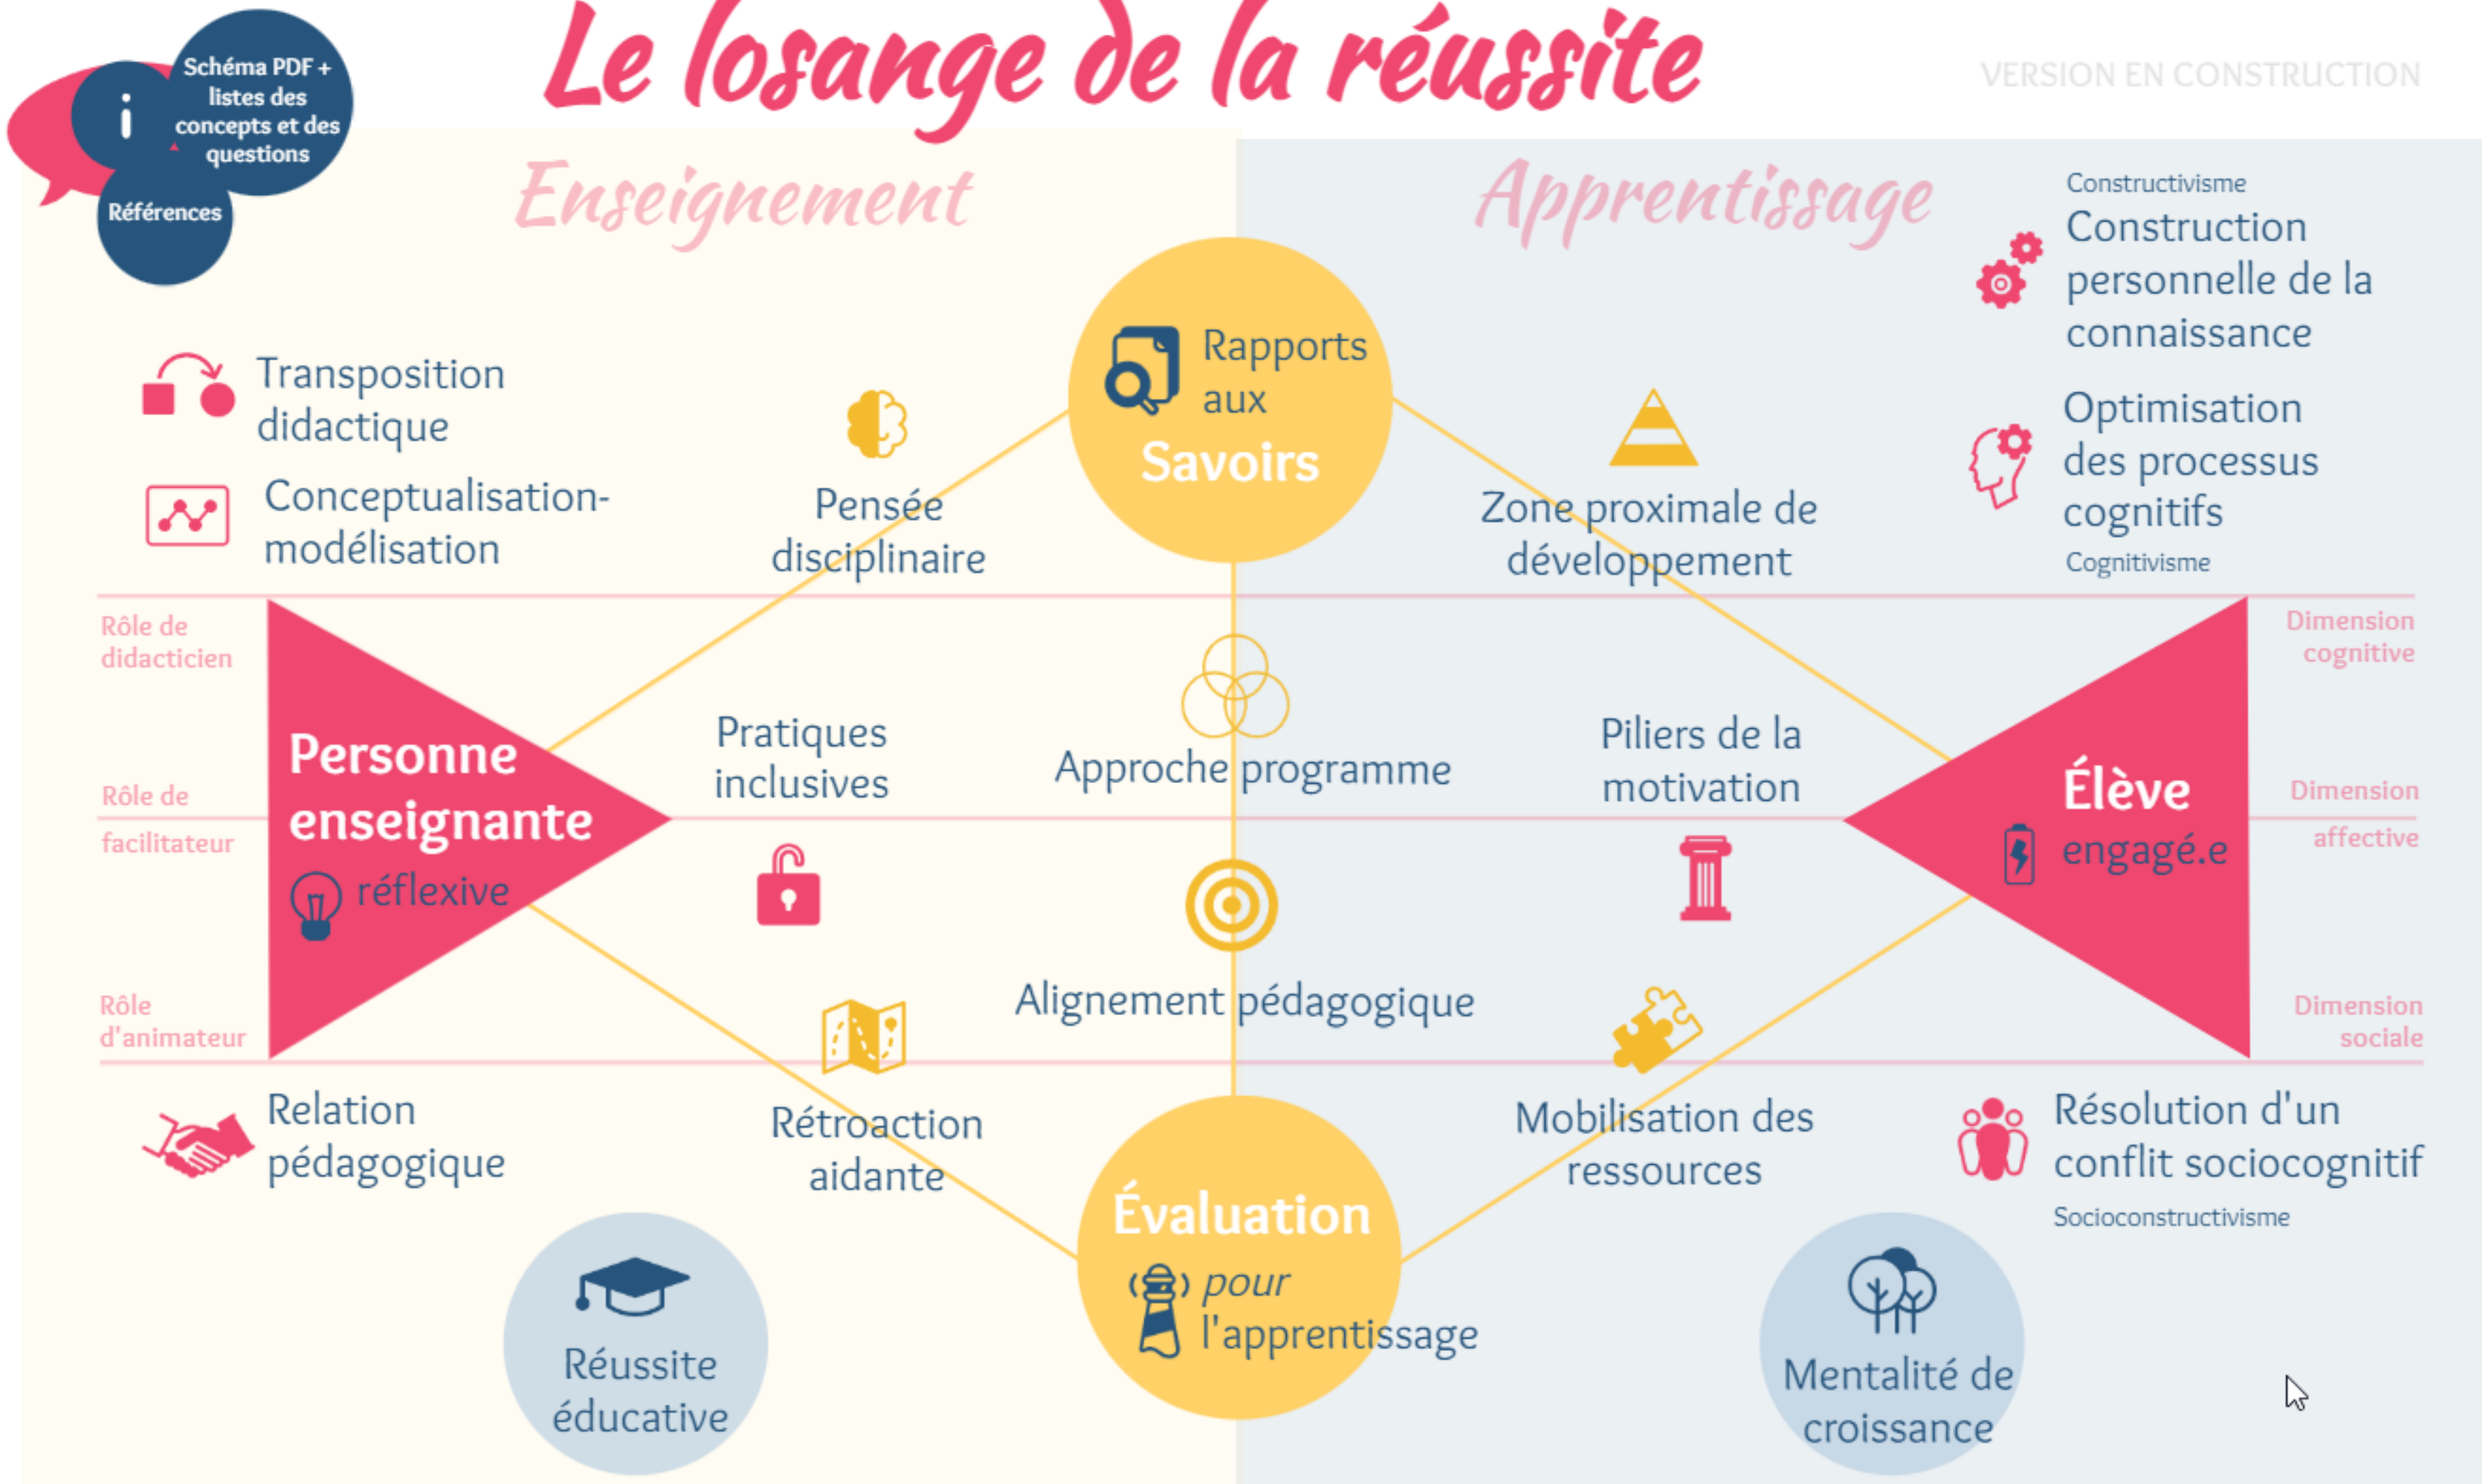 Le losange de la réussite
VERSION EN CONSTRUCTION
i
Schéma PDF +
listes des
concepts et des
questions
Références
Enseignement
Apprentissage
Transposition
didactique
Conceptualisation-
modélisation
Pensée
disciplinaire
Rapports
aux
Savoirs
Zone proximale de
développement
Constructivisme
Construction
personnelle de la
connaissance
Optimisation
des processus
cognitifs
Cognitivisme
Rôle de
didacticien
Rôle de
facilitateur
Rôle
d'animateur
Personne
enseignante
réflexive
Pratiques
inclusives
Approche programme
Alignement pédagogique
Piliers de la
motivation
Élève
engagé.e
Dimension
cognitive
Dimension
affective
Dimension
sociale
Relation
pédagogique
Rétroaction
aidante
Évaluation
pour
l'apprentissage
Mobilisation des
ressources
Résolution d'un
conflit sociocognitif
Socioconstructivisme
Réussite
éducative
Mentalité de
croissance